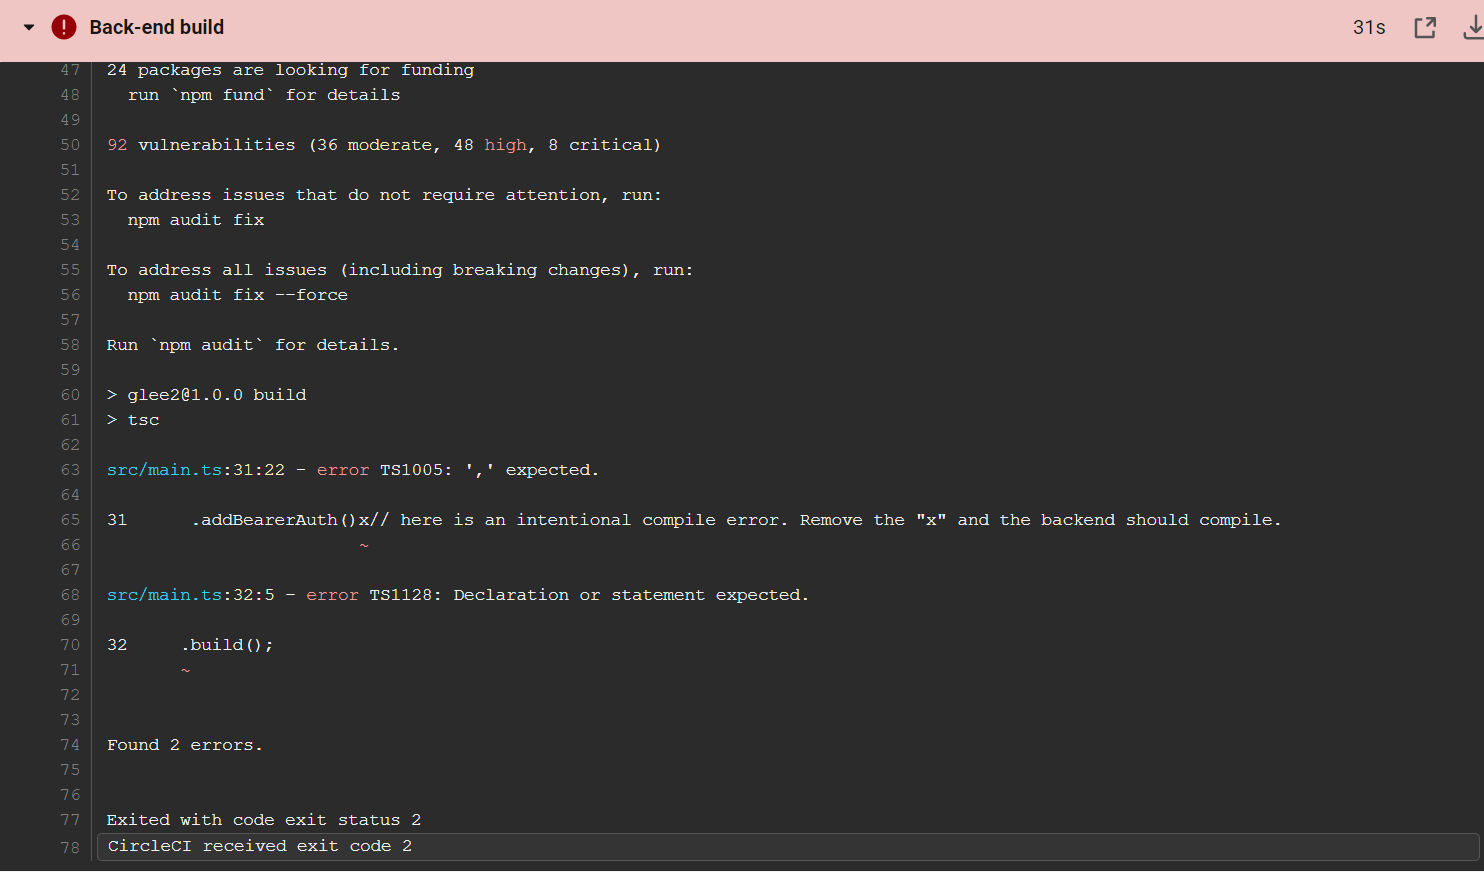 Back-end build 31s
47 24 packages are looking for funding
48 run `npm fund` for details
49
50 92 vulnerabilities (36 moderate, 48 high, 8 critical)
51
52 To address issues that do not require attention, run:
53 npm audit fix
54
55 To address all issues (including breaking changes), run:
56 npm audit fix --force
57
58 Run `npm audit` for details.
59
60 > glee2@1.0.0 build
61 > tsc
62
63 src/main.ts:31:22 - error TS1005: ',' expected.
64
65 31 .addBearerAuth()x// here is an intentional compile error. Remove the "x" and the backend should compile.
66 ~
67
68 src/main.ts:32:5 - error TS1128: Declaration or statement expected.
69
70 32 .build();
71 ~
72
73
74 Found 2 errors.
75
76
77 Exited with code exit status 2
78 CircleCI received exit code 2